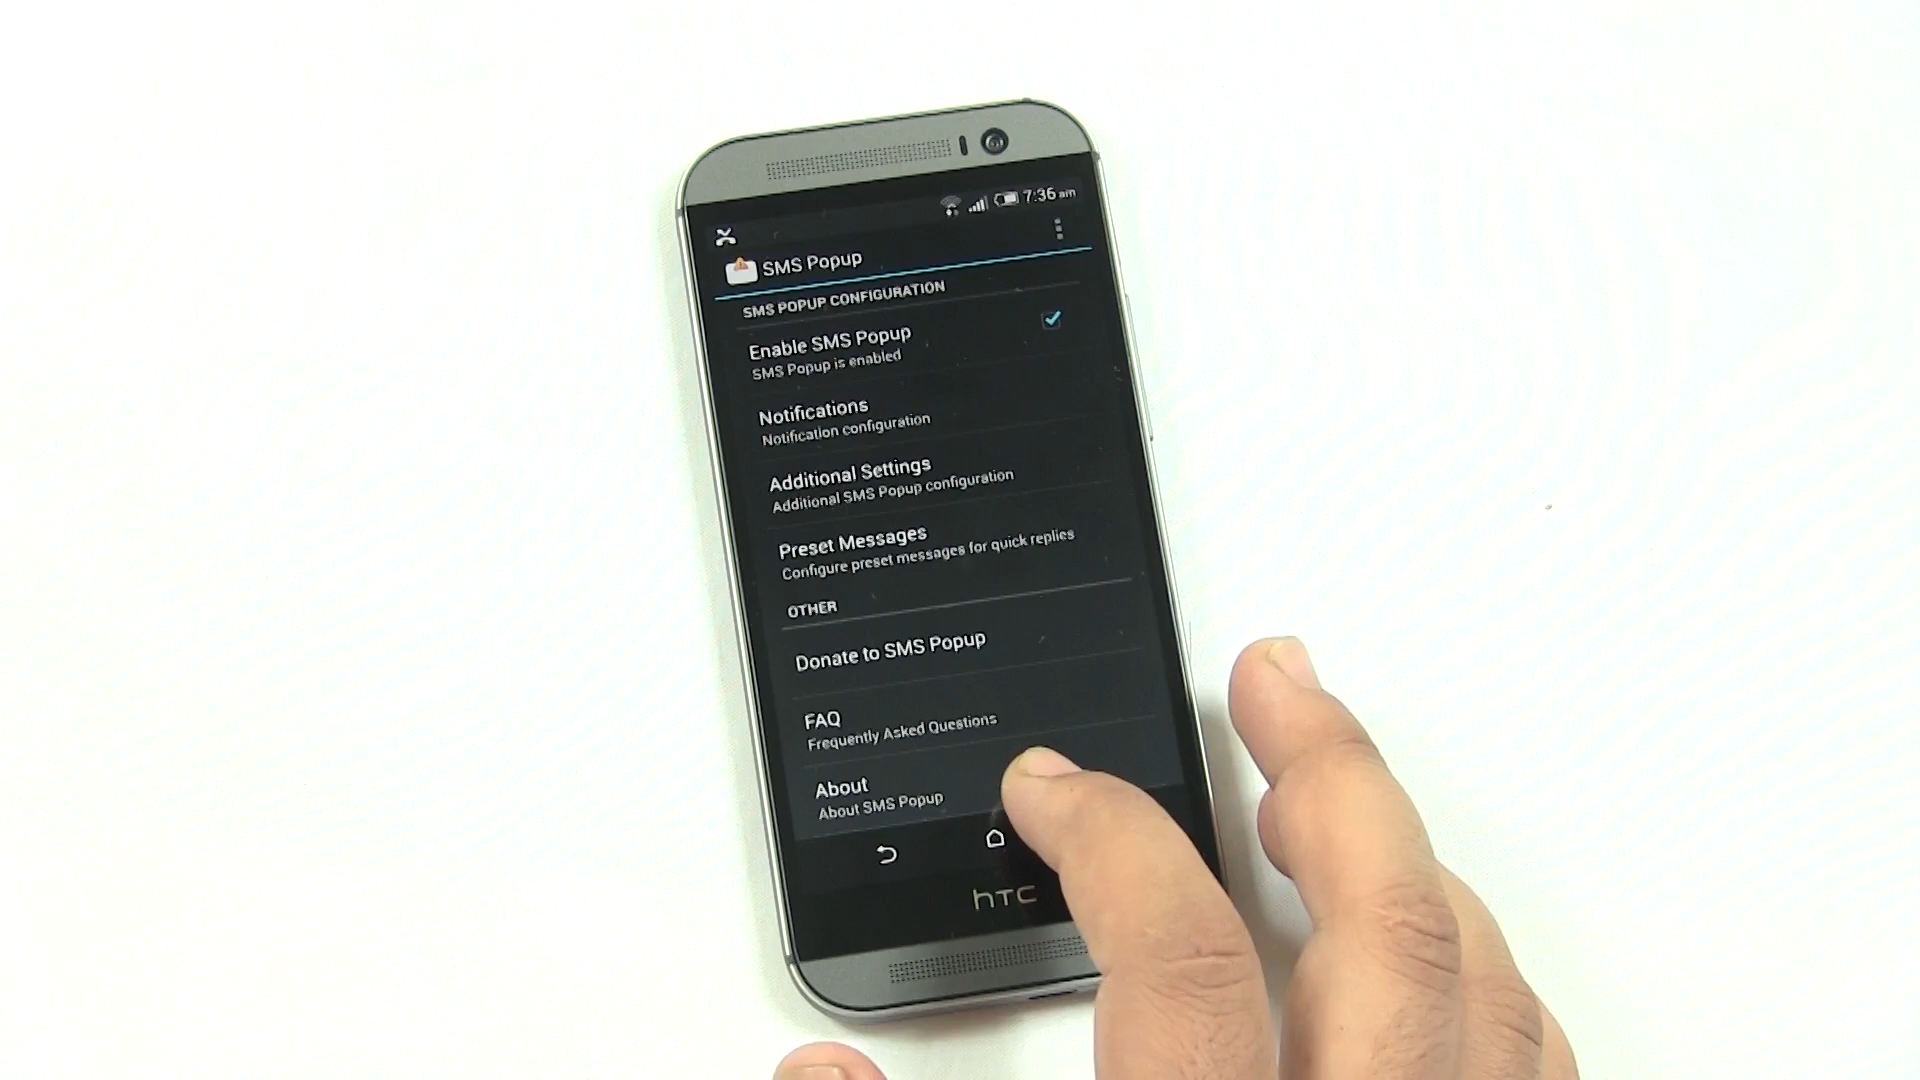 7:36 am
SMS Popup
SMS POPUP CONFIGURATION
Enable SMS Popup
SMS Popup is enabled
Notifications
Notification configuration
Additional Settings
Additional SMS Popup configuration
Preset Messages
Configure preset messages for quick replies
OTHER
Donate to SMS Popup
FAQ
Frequently Asked Questions
About
About SMS Popup
hTC